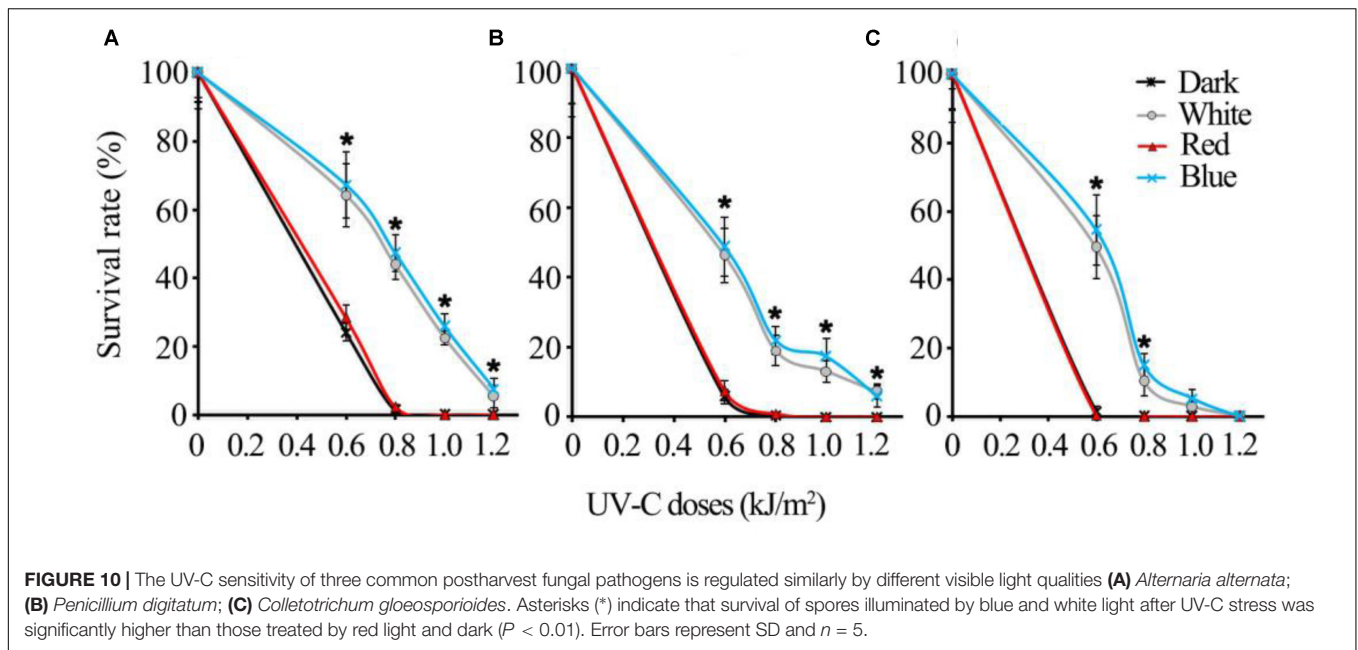 A B C
100 100 100
Dark
White
Red
Blue
80 80 80
60 60 60
40 40 40
20 20 20
0 0 0
Survival rate (%)
* * * *
* * * *
* *
0 0.2 0.4 0.6 0.8 1.0 1.2 0 0.2 0.4 0.6 0.8 1.0 1.2 0 0.2 0.4 0.6 0.8 1.0 1.2
UV-C doses (kJ/m²)
FIGURE 10 | The UV-C sensitivity of three common postharvest fungal pathogens is regulated similarly by different visible light qualities (A) Alternaria alternata;
(B) Penicillium digitatum; (C) Colletotrichum gloeosporioides. Asterisks (*) indicate that survival of spores illuminated by blue and white light after UV-C stress was
significantly higher than those treated by red light and dark (P < 0.01). Error bars represent SD and n = 5.